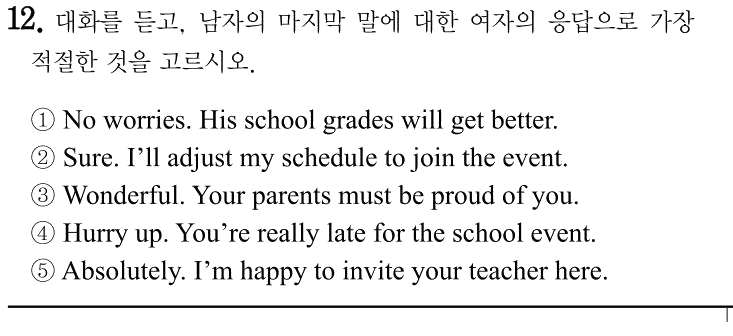 12. 대화를 듣고, 남자의 마지막 말에 대한 여자의 응답으로 가장
적절한 것을 고르시오.
① No worries. His school grades will get better.
② Sure. I’ll adjust my schedule to join the event.
③ Wonderful. Your parents must be proud of you.
④ Hurry up. You’re really late for the school event.
⑤ Absolutely. I’m happy to invite your teacher here.